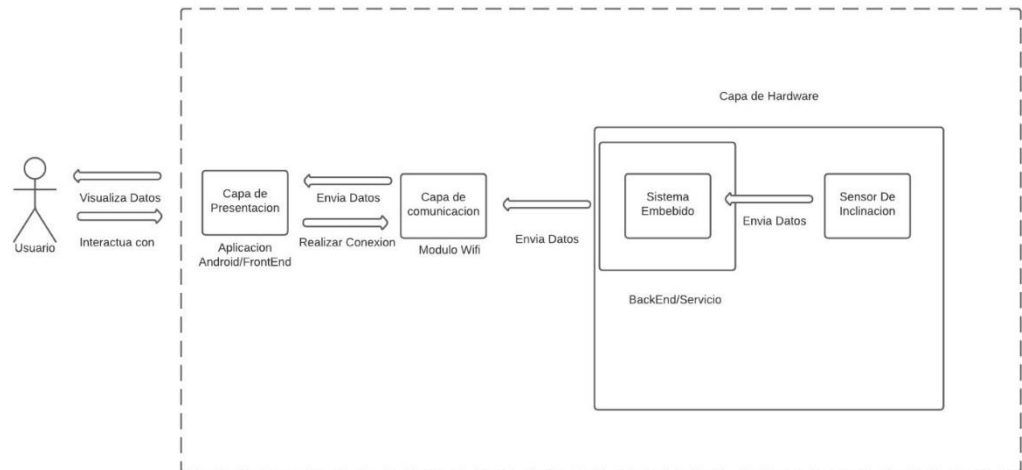 Capa de Hardware
Visualiza Datos
Interactua con
Usuario
Capa de
Presentacion
Aplicacion
Android/FrontEnd
Envia Datos
Realizar Conexion
Capa de
comunicacion
Modulo Wifi
Envia Datos
Sistema
Embebido
BackEnd/Servicio
Envia Datos
Sensor De
Inclinacion